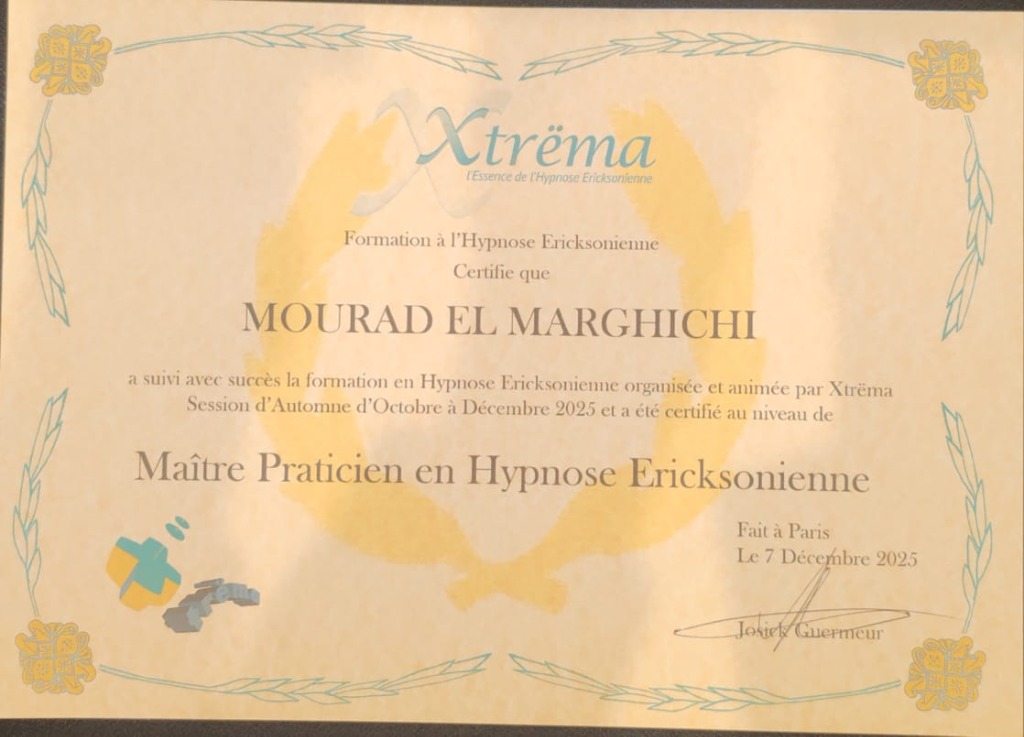 Xtrëma
l'Essence de l'Hypnose Ericksonienne
Formation à l'Hypnose Ericksonienne
Certifie que
MOURAD EL MARGHICHI
a suivi avec succès la formation en Hypnose Ericksonienne organisée et animée par Xtrëma
Session d'Automne d'Octobre à Décembre 2025 et a été certifié au niveau de
Maître Praticien en Hypnose Ericksonienne
Fait à Paris
Le 7 Décembre 2025
Josick Guermeur